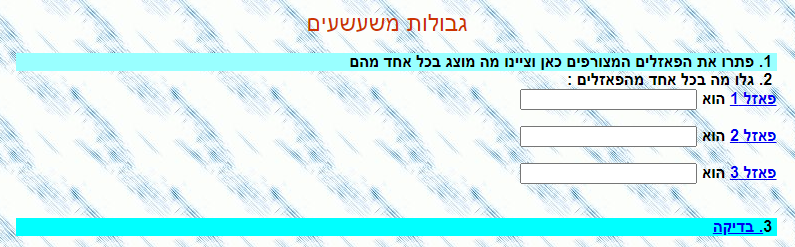 גבולות משעשעים
1. פתרו את הפאזלים המצורפים כאן וציינו מה מוצג בכל אחד מהם
2. גלו מה בכל אחד מהפאזלים :
פאזל 1 הוא
פאזל 2 הוא
פאזל 3 הוא
3. בדיקה